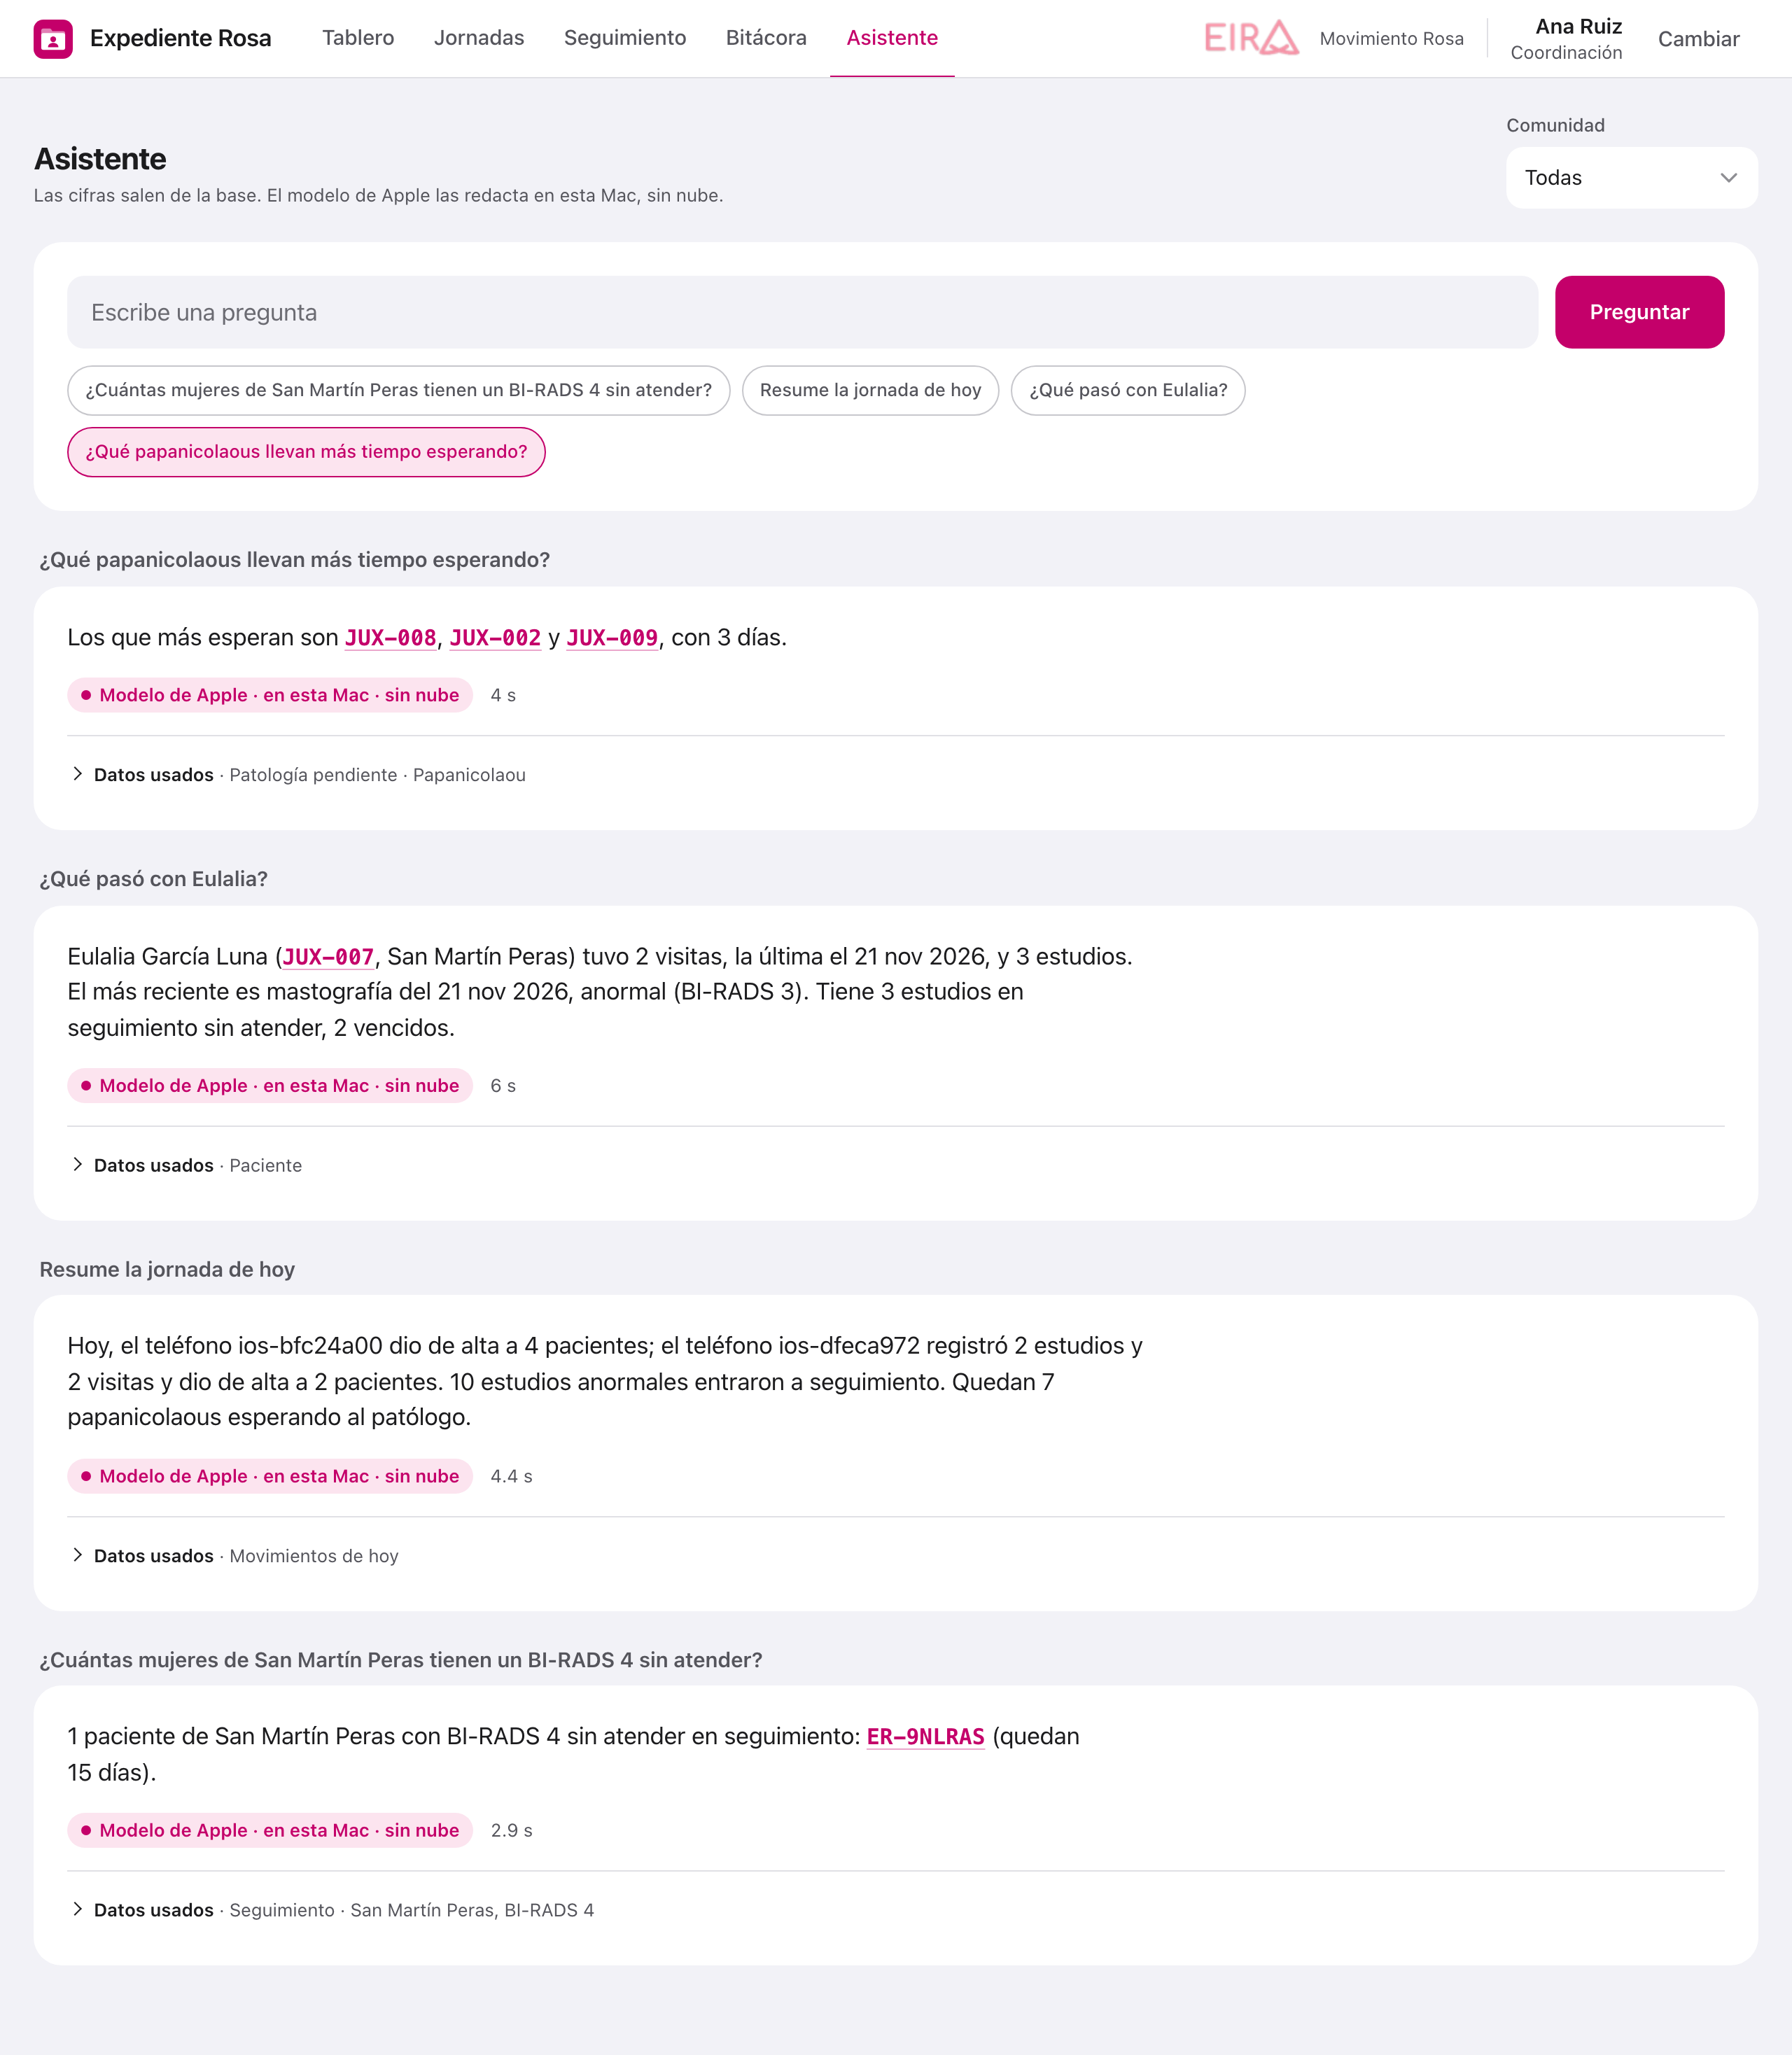 Expediente Rosa
Tablero
Jornadas
Seguimiento
Bitácora
Asistente
EIRA
Movimiento Rosa
Ana Ruiz
Coordinación
Cambiar
Asistente
Las cifras salen de la base. El modelo de Apple las redacta en esta Mac, sin nube.
Comunidad
Todas
Escribe una pregunta
Preguntar
¿Cuántas mujeres de San Martín Peras tienen un BI-RADS 4 sin atender?
Resume la jornada de hoy
¿Qué pasó con Eulalia?
¿Qué papanicolaous llevan más tiempo esperando?
¿Qué papanicolaous llevan más tiempo esperando?
Los que más esperan son JUX-008, JUX-002 y JUX-009, con 3 días.
Modelo de Apple · en esta Mac · sin nube 4 s
Datos usados · Patología pendiente · Papanicolaou
¿Qué pasó con Eulalia?
Eulalia García Luna (JUX-007, San Martín Peras) tuvo 2 visitas, la última el 21 nov 2026, y 3 estudios.
El más reciente es mastografía del 21 nov 2026, anormal (BI-RADS 3). Tiene 3 estudios en
seguimiento sin atender, 2 vencidos.
Modelo de Apple · en esta Mac · sin nube 6 s
Datos usados · Paciente
Resume la jornada de hoy
Hoy, el teléfono ios-bfc24a00 dio de alta a 4 pacientes; el teléfono ios-dfeca972 registró 2 estudios y
2 visitas y dio de alta a 2 pacientes. 10 estudios anormales entraron a seguimiento. Quedan 7
papanicolaous esperando al patólogo.
Modelo de Apple · en esta Mac · sin nube 4.4 s
Datos usados · Movimientos de hoy
¿Cuántas mujeres de San Martín Peras tienen un BI-RADS 4 sin atender?
1 paciente de San Martín Peras con BI-RADS 4 sin atender en seguimiento: ER-9NLRAS (quedan
15 días).
Modelo de Apple · en esta Mac · sin nube 2.9 s
Datos usados · Seguimiento · San Martín Peras, BI-RADS 4